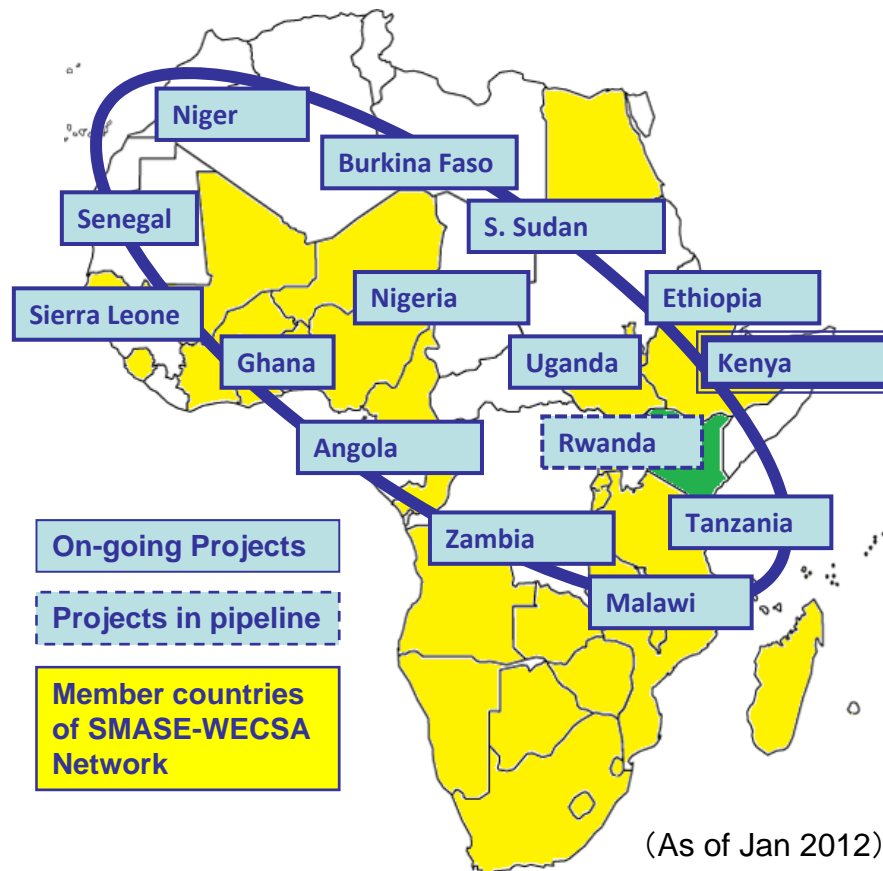 Niger
Burkina Faso
Senegal
S. Sudan
Nigeria
Ethiopia
Sierra Leone
Ghana
Uganda
Kenya
Angola
Rwanda
Tanzania
Zambia
Malawi
On-going Projects
Projects in pipeline
Member countries
of SMASE-WECSA
Network
（As of Jan 2012）